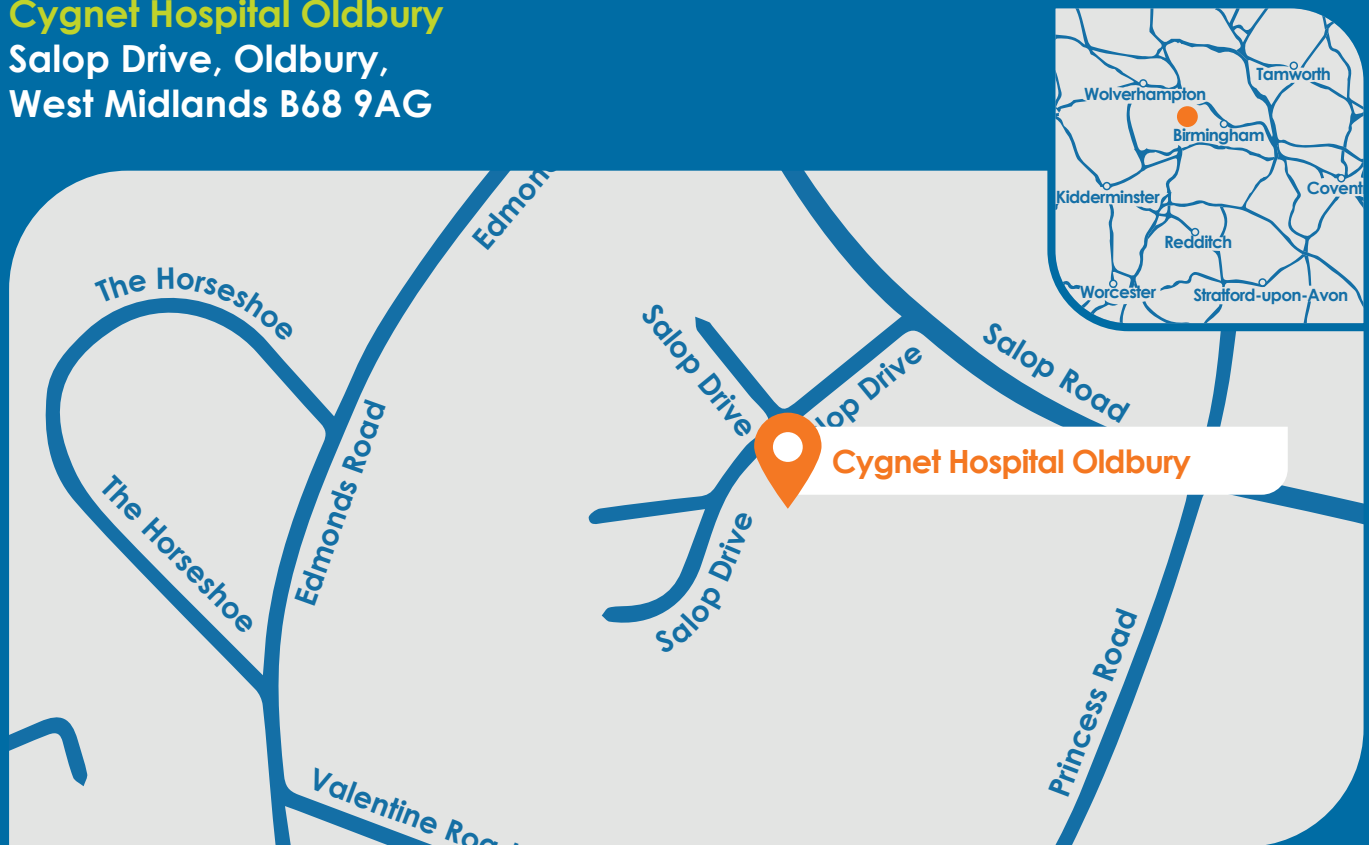 Cygnet Hospital Oldbury
Salop Drive, Oldbury,
West Midlands B68 9AG
Tamworth
Wolverhampton
Birmingham
Kidderminster
Redditch
Worcester
Stratford-upon-Avon
The Horseshoe
The Horseshoe
Edmonds Road
Salop Drive
Salop Drive
Salop Road
Cygnet Hospital Oldbury
Princess Road
Valentine